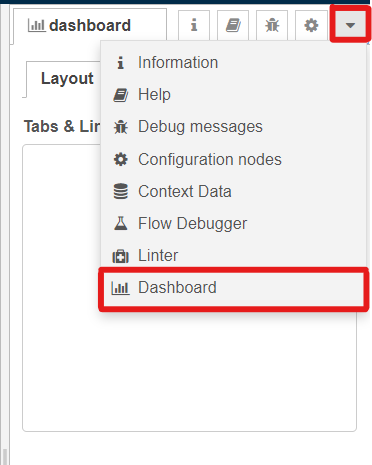 dashboard
Layout
Information
Help
Tabs & Lin
Debug messages
Configuration nodes
Context Data
Flow Debugger
Linter
Dashboard